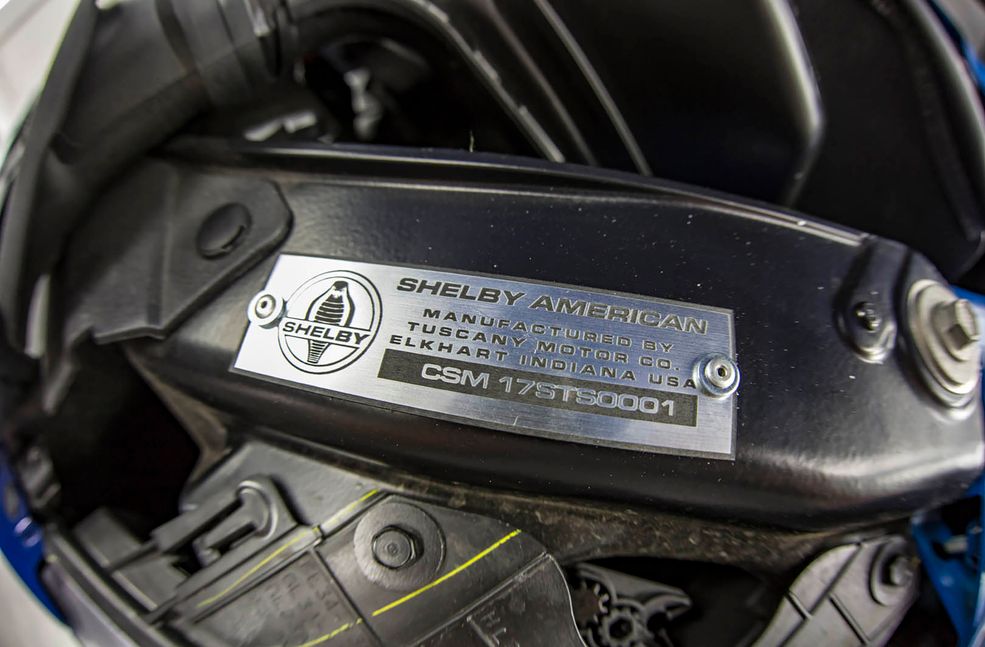 SHELBY
SHELBY AMERICAN
MANUFACTURED BY
TUSCANY MOTOR CO.
ELKHART INDIANA USA
CSM 17STS0001